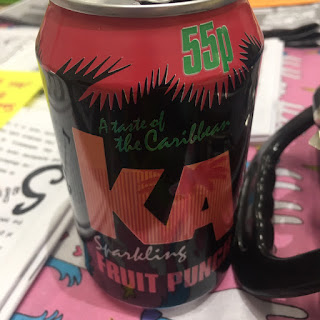 55p
A taste of
the Caribbean
KA
Sparkling
FRUIT PUNCH